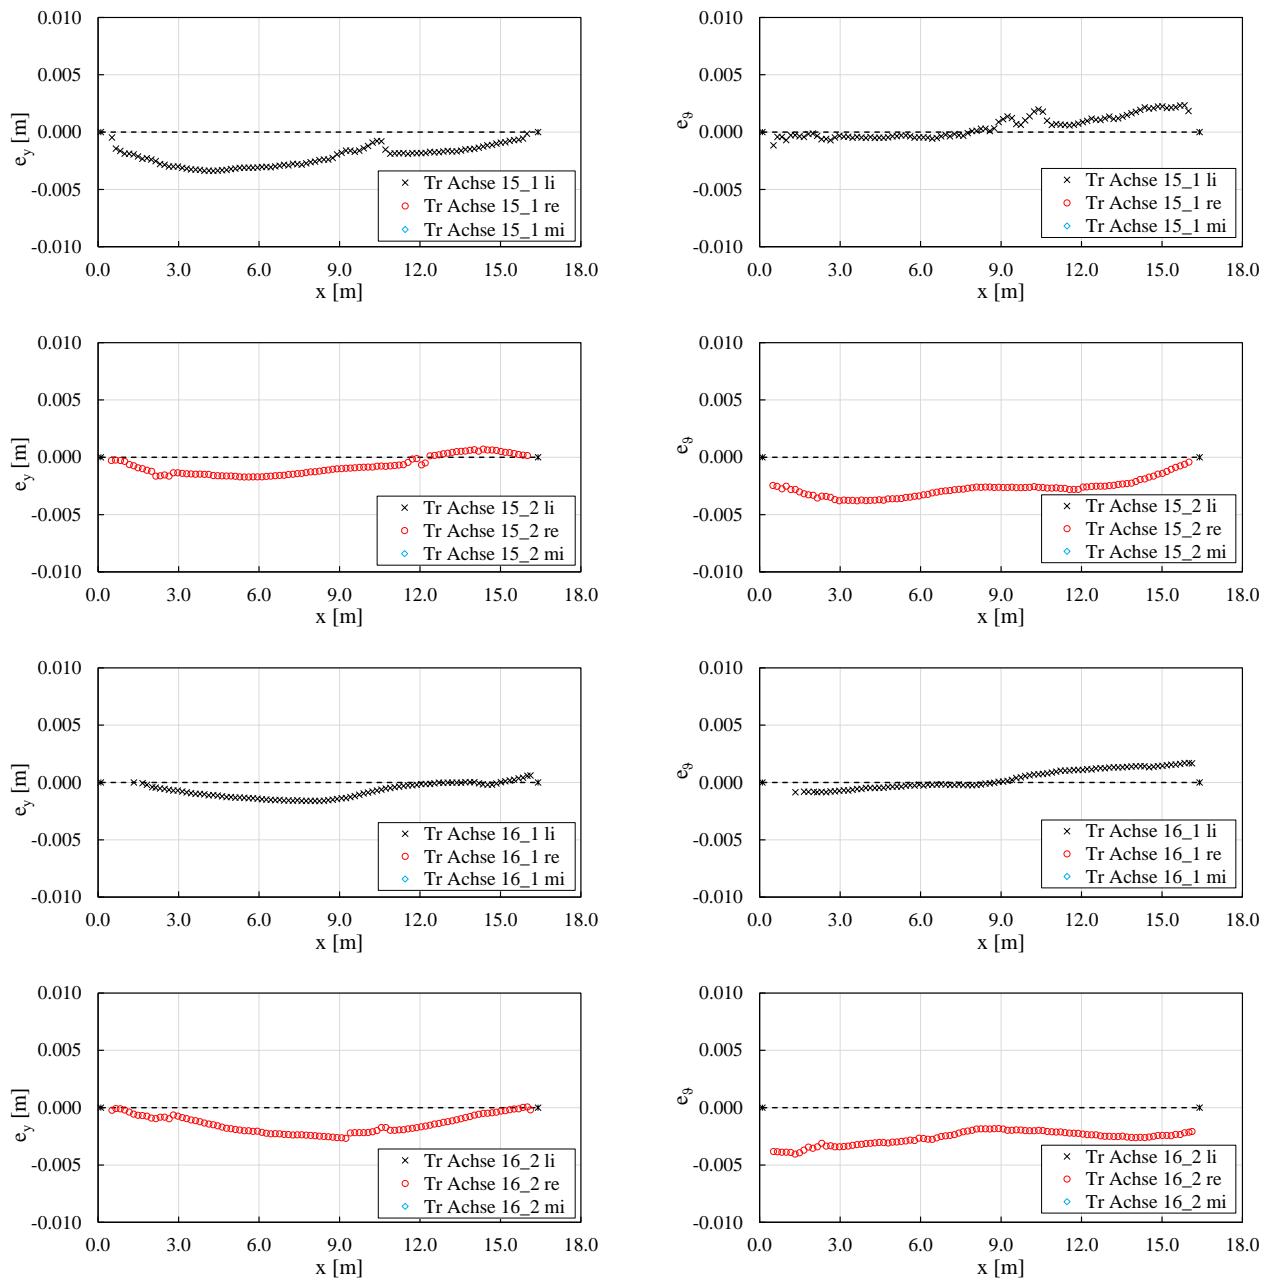 0.010
0.005
0.000
-0.005
-0.010
e_y [m]
0.0 3.0 6.0 9.0 12.0 15.0 18.0
x [m]
Tr Achse 15_1 li
Tr Achse 15_1 re
Tr Achse 15_1 mi
0.010
0.005
0.000
-0.005
-0.010
e_ϑ
0.0 3.0 6.0 9.0 12.0 15.0 18.0
x [m]
Tr Achse 15_1 li
Tr Achse 15_1 re
Tr Achse 15_1 mi
0.010
0.005
0.000
-0.005
-0.010
e_y [m]
0.0 3.0 6.0 9.0 12.0 15.0 18.0
x [m]
Tr Achse 15_2 li
Tr Achse 15_2 re
Tr Achse 15_2 mi
0.010
0.005
0.000
-0.005
-0.010
e_ϑ
0.0 3.0 6.0 9.0 12.0 15.0 18.0
x [m]
Tr Achse 15_2 li
Tr Achse 15_2 re
Tr Achse 15_2 mi
0.010
0.005
0.000
-0.005
-0.010
e_y [m]
0.0 3.0 6.0 9.0 12.0 15.0 18.0
x [m]
Tr Achse 16_1 li
Tr Achse 16_1 re
Tr Achse 16_1 mi
0.010
0.005
0.000
-0.005
-0.010
e_ϑ
0.0 3.0 6.0 9.0 12.0 15.0 18.0
x [m]
Tr Achse 16_1 li
Tr Achse 16_1 re
Tr Achse 16_1 mi
0.010
0.005
0.000
-0.005
-0.010
e_y [m]
0.0 3.0 6.0 9.0 12.0 15.0 18.0
x [m]
Tr Achse 16_2 li
Tr Achse 16_2 re
Tr Achse 16_2 mi
0.010
0.005
0.000
-0.005
-0.010
e_ϑ
0.0 3.0 6.0 9.0 12.0 15.0 18.0
x [m]
Tr Achse 16_2 li
Tr Achse 16_2 re
Tr Achse 16_2 mi